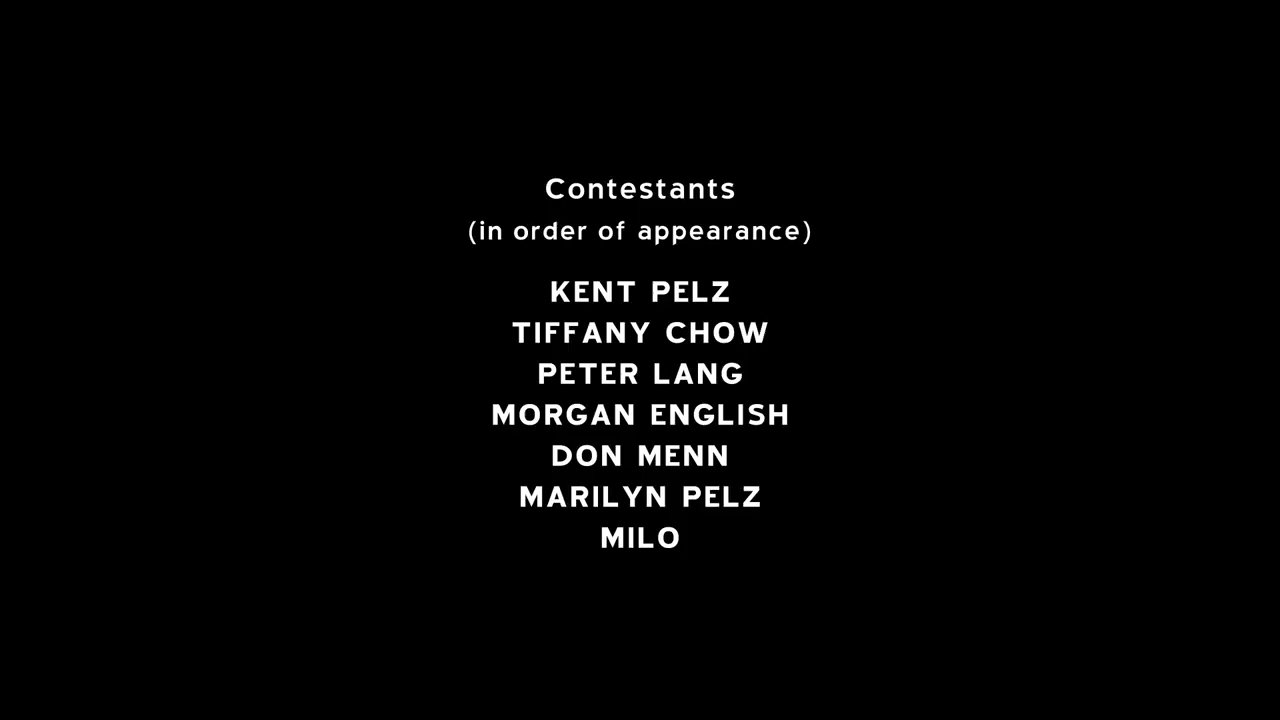 Contestants
(in order of appearance)
KENT PELZ
TIFFANY CHOW
PETER LANG
MORGAN ENGLISH
DON MENN
MARILYN PELZ
MILO